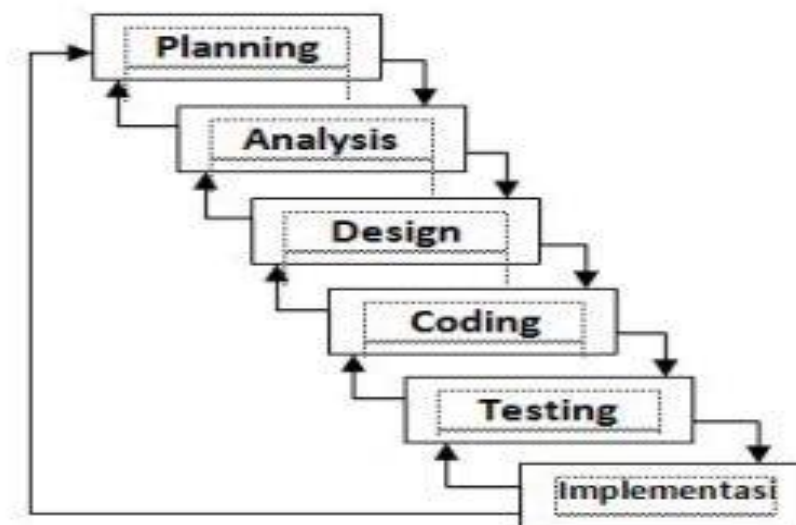 Planning
Analysis
Design
Coding
Testing
Implementasi